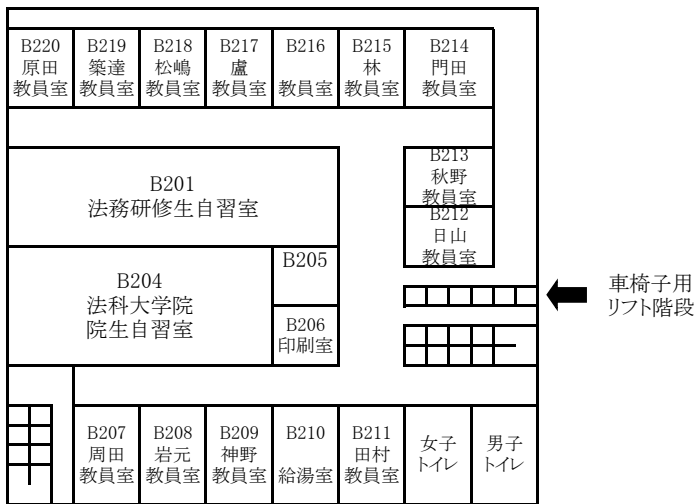 B220
原田
教員室
B219
築達
教員室
B218
松嶋
教員室
B217
盧
教員室
B216
教員室
B215
林
教員室
B214
門田
教員室
B213
秋野
教員室
B212
日山
教員室
B201
法務研修生自習室
B204
法科大学院
院生自習室
B205
B206
印刷室
車椅子用
リフト階段
B207
周田
教員室
B208
岩元
教員室
B209
神野
教員室
B210
給湯室
B211
田村
教員室
女子
トイレ
男子
トイレ